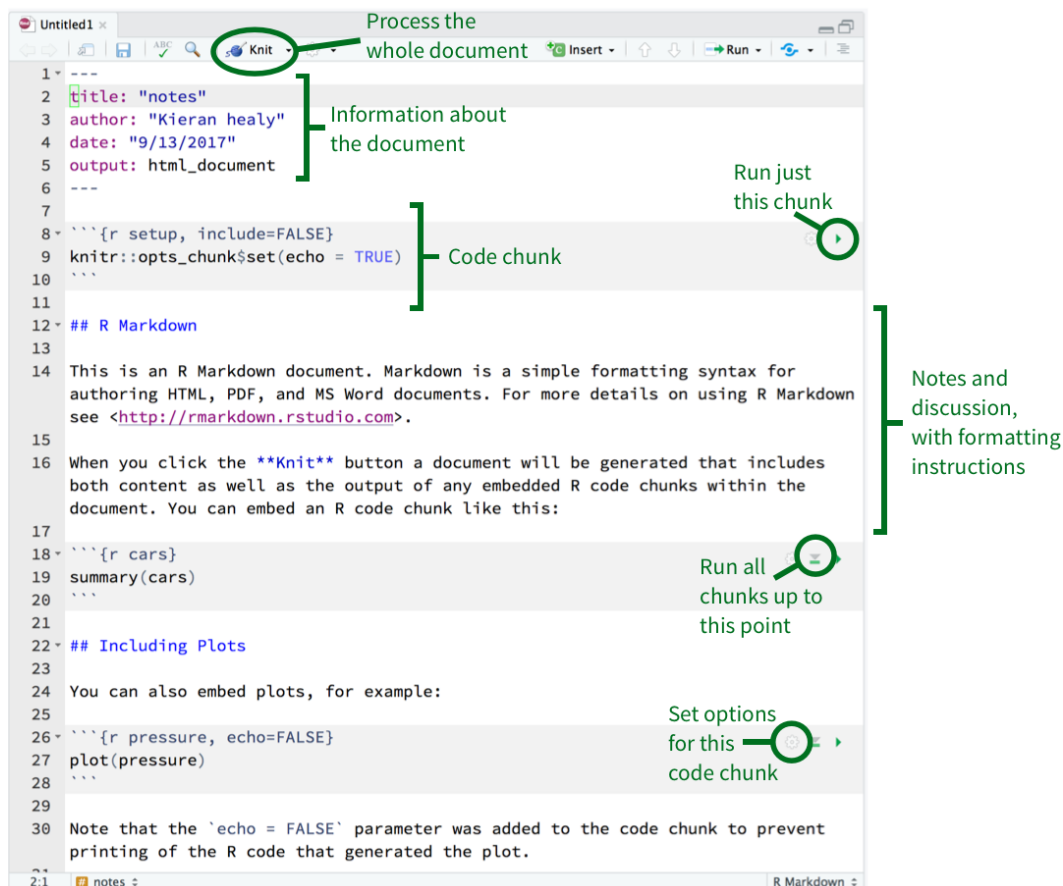 Untitled1
Process the
whole document
ABC
Knit
Insert
Run
1 ---
2 title: "notes"
3 author: "Kieran healy"
4 date: "9/13/2017"
5 output: html_document
6 ---
Information about
the document
7
Run just
this chunk
8 ```{r setup, include=FALSE}
9 knitr::opts_chunk$set(echo = TRUE)
10 ```
Code chunk
11
12 ## R Markdown
13
14 This is an R Markdown document. Markdown is a simple formatting syntax for
authoring HTML, PDF, and MS Word documents. For more details on using R Markdown
see <http://rmarkdown.rstudio.com>.
15
16 When you click the **Knit** button a document will be generated that includes
both content as well as the output of any embedded R code chunks within the
document. You can embed an R code chunk like this:
Notes and
discussion,
with formatting
instructions
17
18 ```{r cars}
19 summary(cars)
20 ```
Run all
chunks up to
this point
21
22 ## Including Plots
23
24 You can also embed plots, for example:
25
26 ```{r pressure, echo=FALSE}
27 plot(pressure)
28 ```
Set options
for this
code chunk
29
30 Note that the `echo = FALSE` parameter was added to the code chunk to prevent
printing of the R code that generated the plot.
2:1 # notes R Markdown